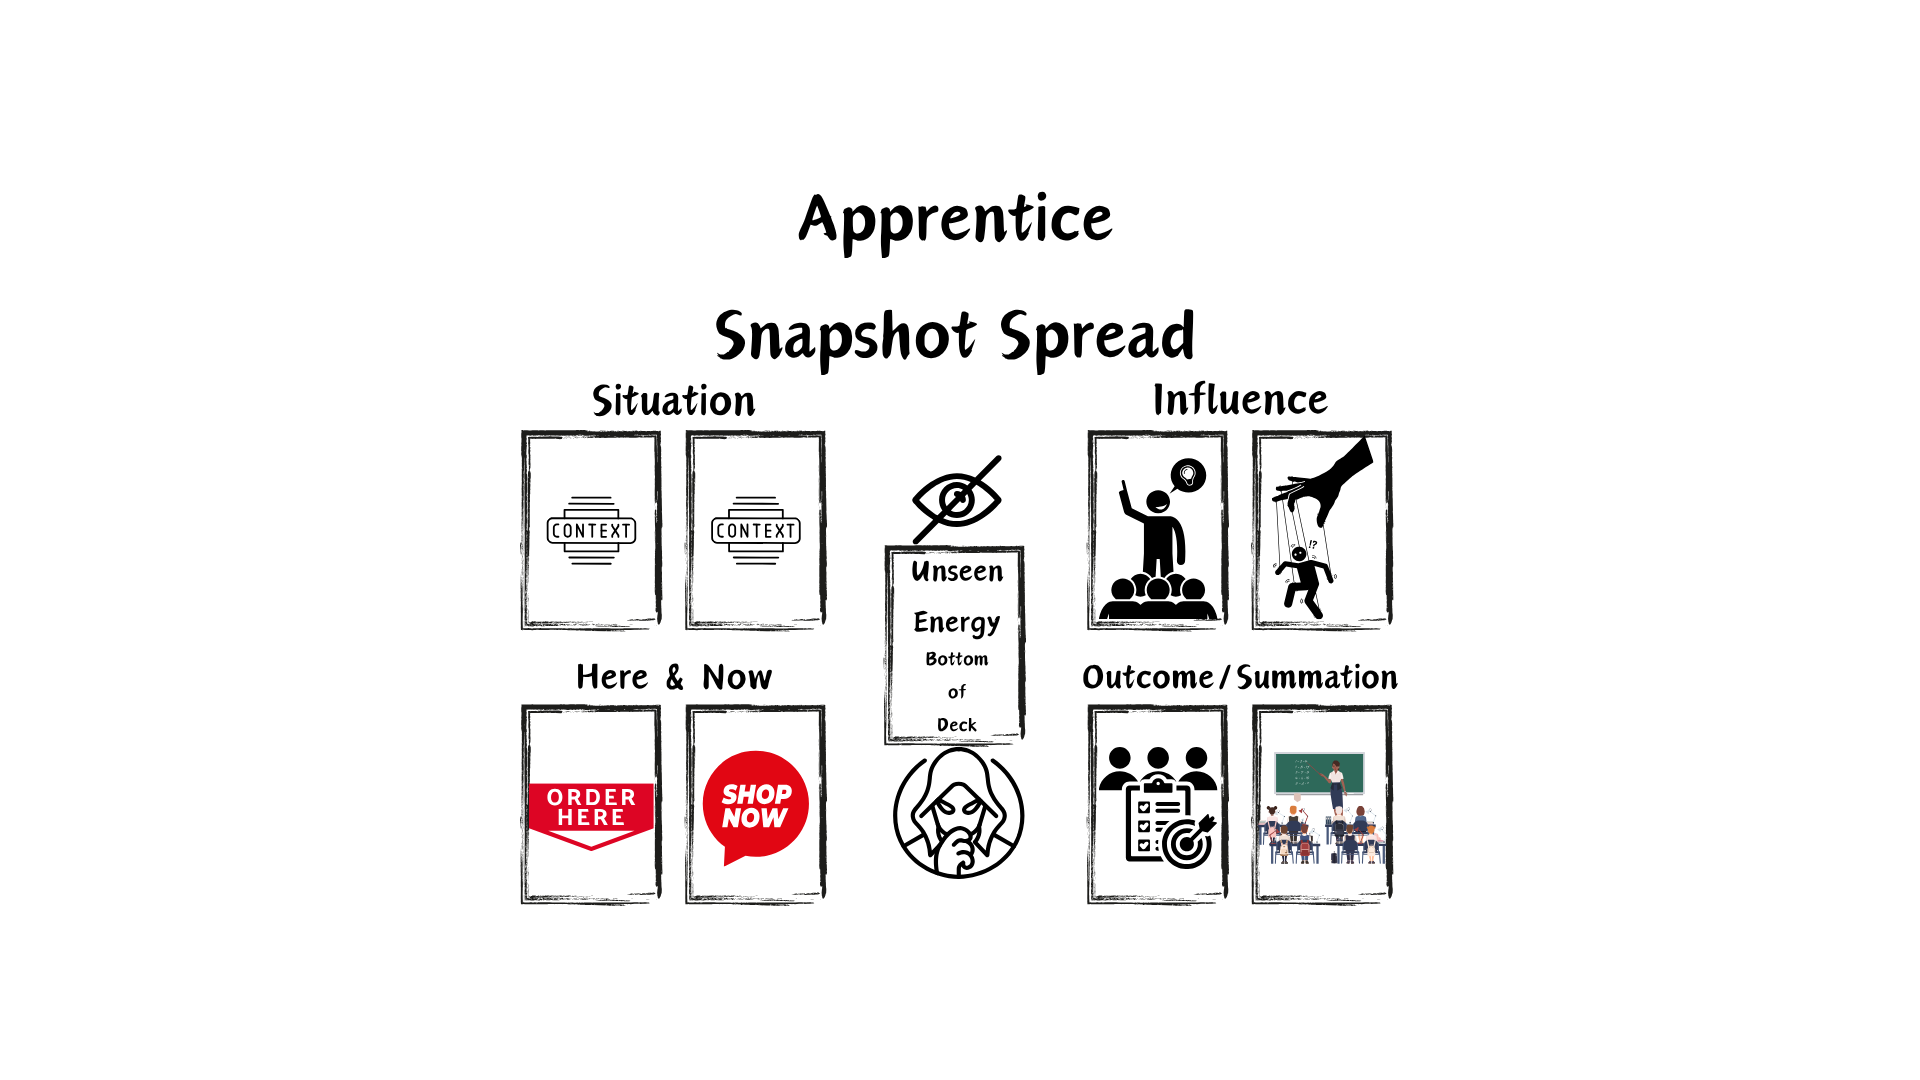 Apprentice
Snapshot Spread
Situation
CONTEXT
CONTEXT
Influence
!?
Unseen
Energy
Bottom
of
Deck
Here & Now
ORDER
HERE
SHOP
NOW
Outcome/Summation